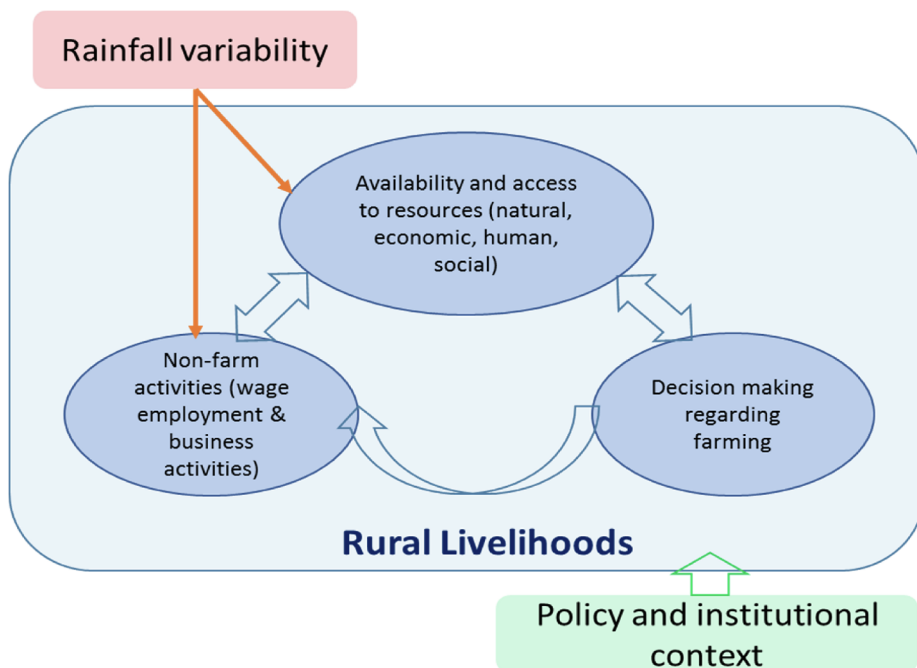 Rainfall variability
Availability and access
to resources (natural,
economic, human,
social)
Non-farm
activities (wage
employment &
business
activities)
Decision making
regarding
farming
Rural Livelihoods
Policy and institutional
context